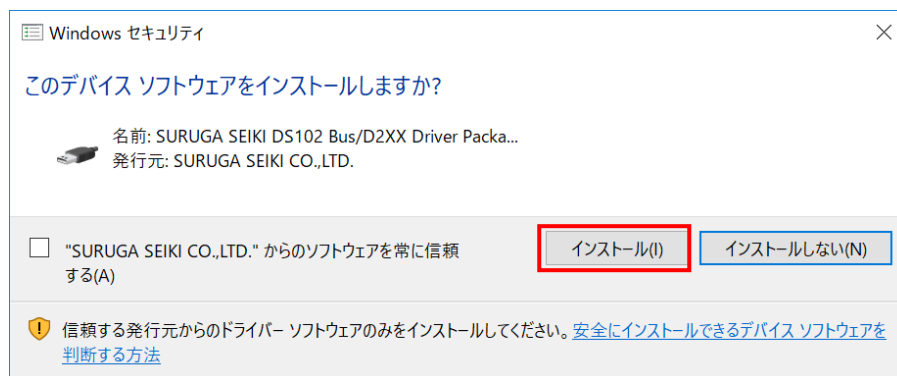 Windows セキュリティ
このデバイス ソフトウェアをインストールしますか?
名前: SURUGA SEIKI DS102 Bus/D2XX Driver Packa...
発行元: SURUGA SEIKI CO.,LTD.
"SURUGA SEIKI CO.,LTD." からのソフトウェアを常に信頼
する(A)
インストール(I)
インストールしない(N)
信頼する発行元からのドライバー ソフトウェアのみをインストールしてください。安全にインストールできるデバイス ソフトウェアを
判断する方法